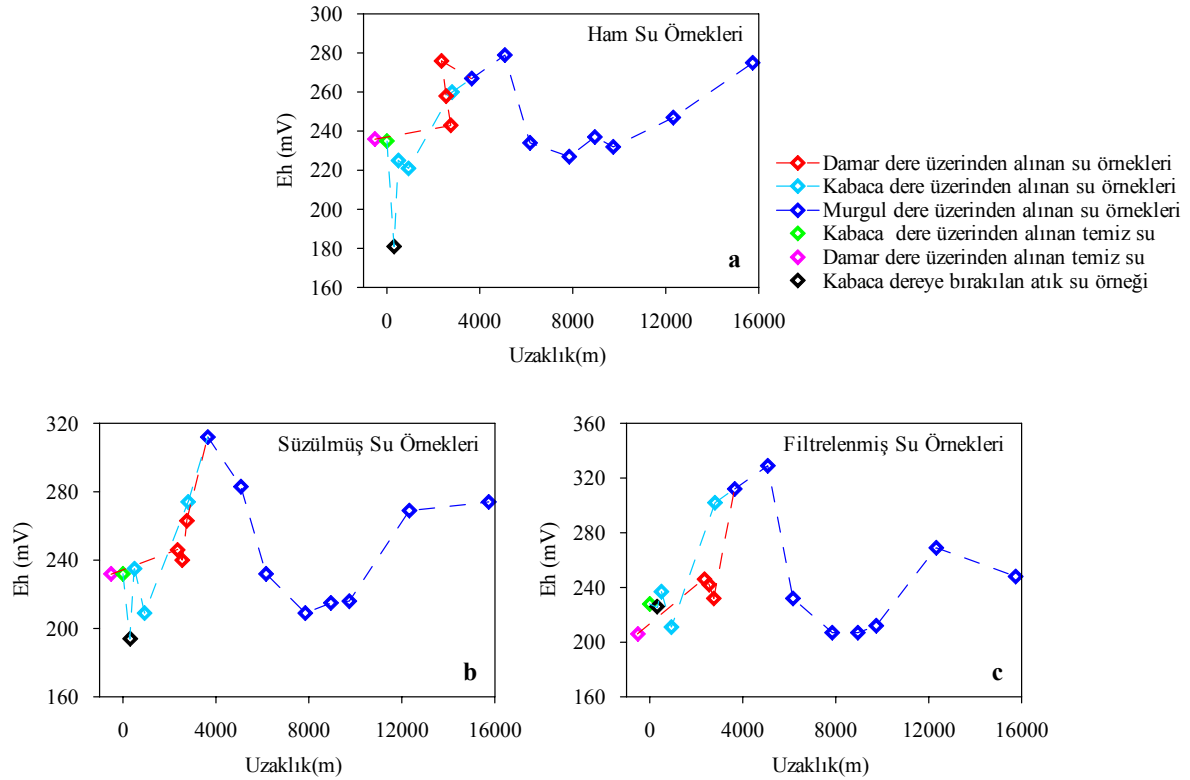 Ham Su Örnekleri
300
280
260
240
220
200
180
160
Eh (mV)
a
0 4000 8000 12000 16000
Uzaklık(m)
Damar dere üzerinden alınan su örnekleri
Kabaca dere üzerinden alınan su örnekleri
Murgul dere üzerinden alınan su örnekleri
Kabaca dere üzerinden alınan temiz su
Damar dere üzerinden alınan temiz su
Kabaca dereye bırakılan atık su örneği
Süzülmüş Su Örnekleri
320
280
240
200
160
Eh (mV)
b
0 4000 8000 12000 16000
Uzaklık(m)
Filtrelenmiş Su Örnekleri
360
320
280
240
200
160
Eh (mV)
c
0 4000 8000 12000 16000
Uzaklık(m)